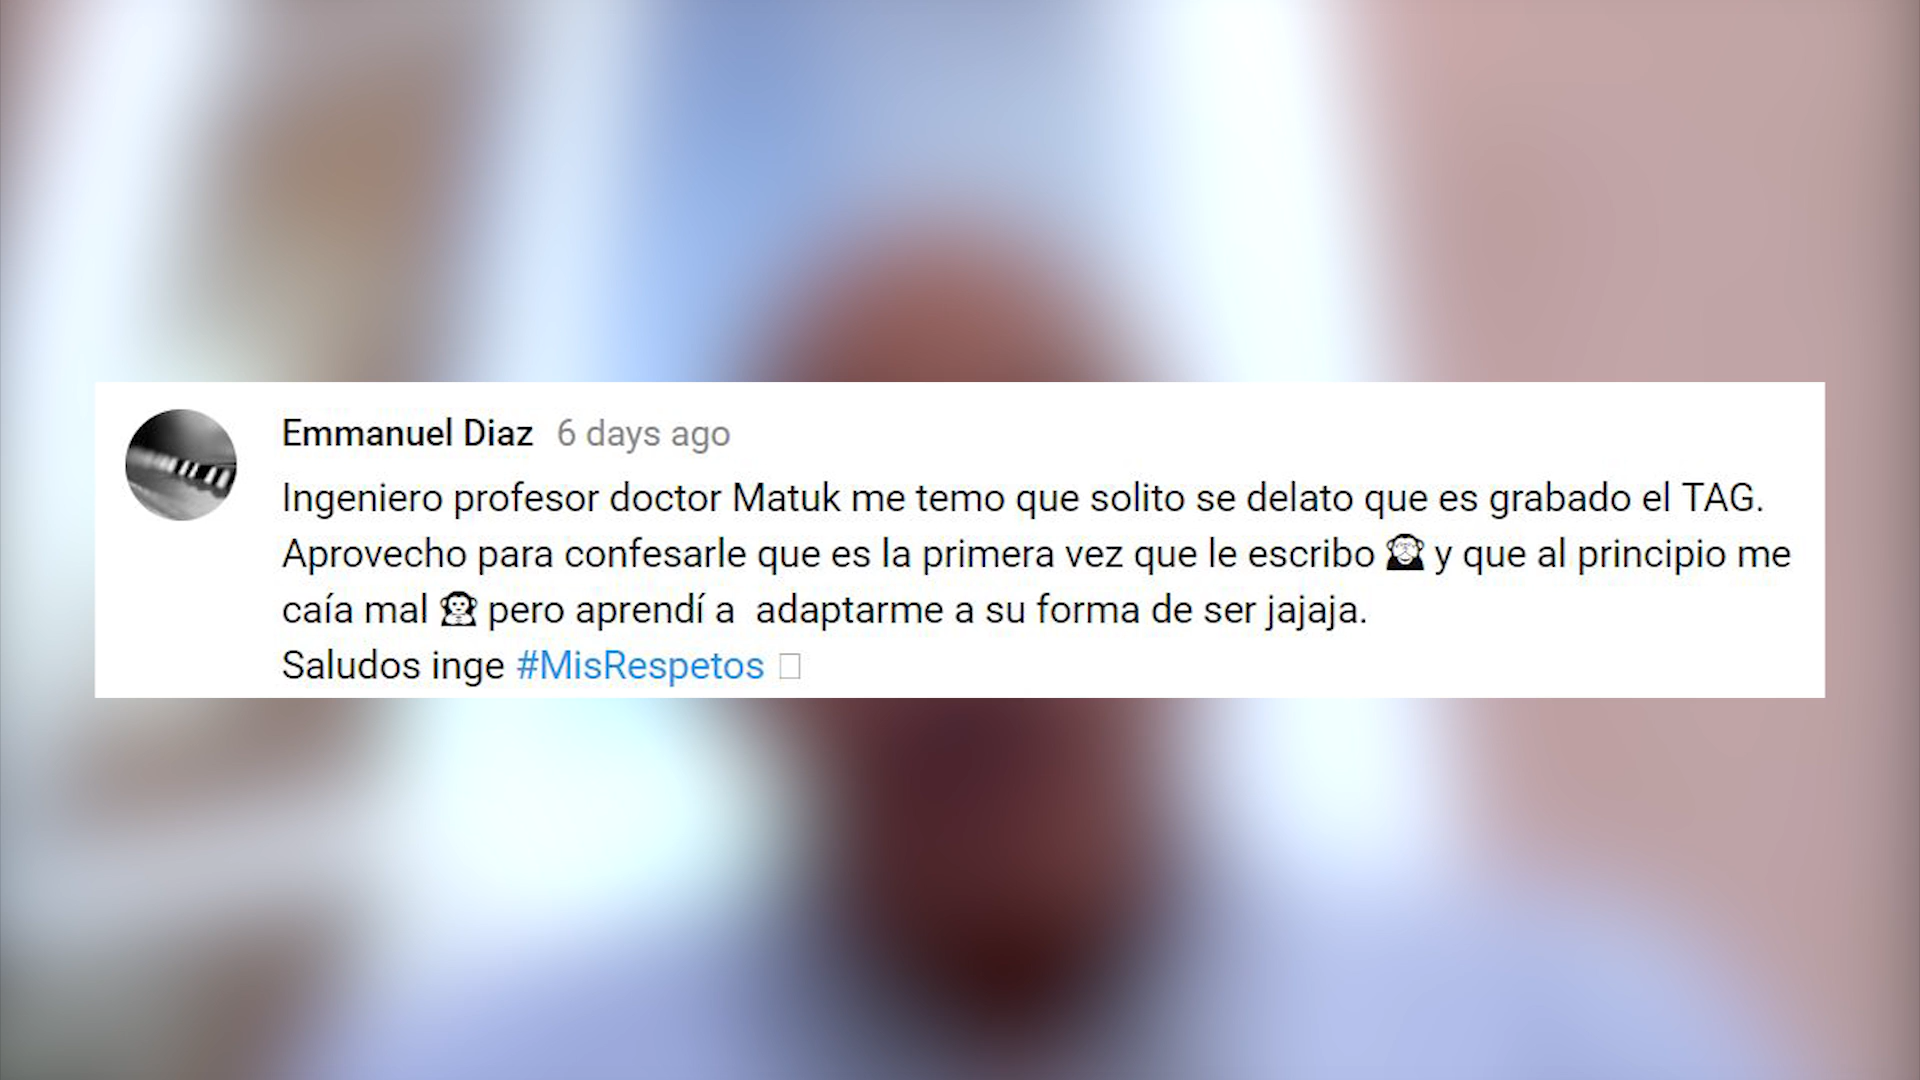 Emmanuel Diaz 6 days ago
Ingeniero profesor doctor Matuk me temo que solito se delato que es grabado el TAG.
Aprovecho para confesarle que es la primera vez que le escribo 🙈 y que al principio me
caía mal 🙊 pero aprendí a  adaptarme a su forma de ser jajaja.
Saludos inge #MisRespetos